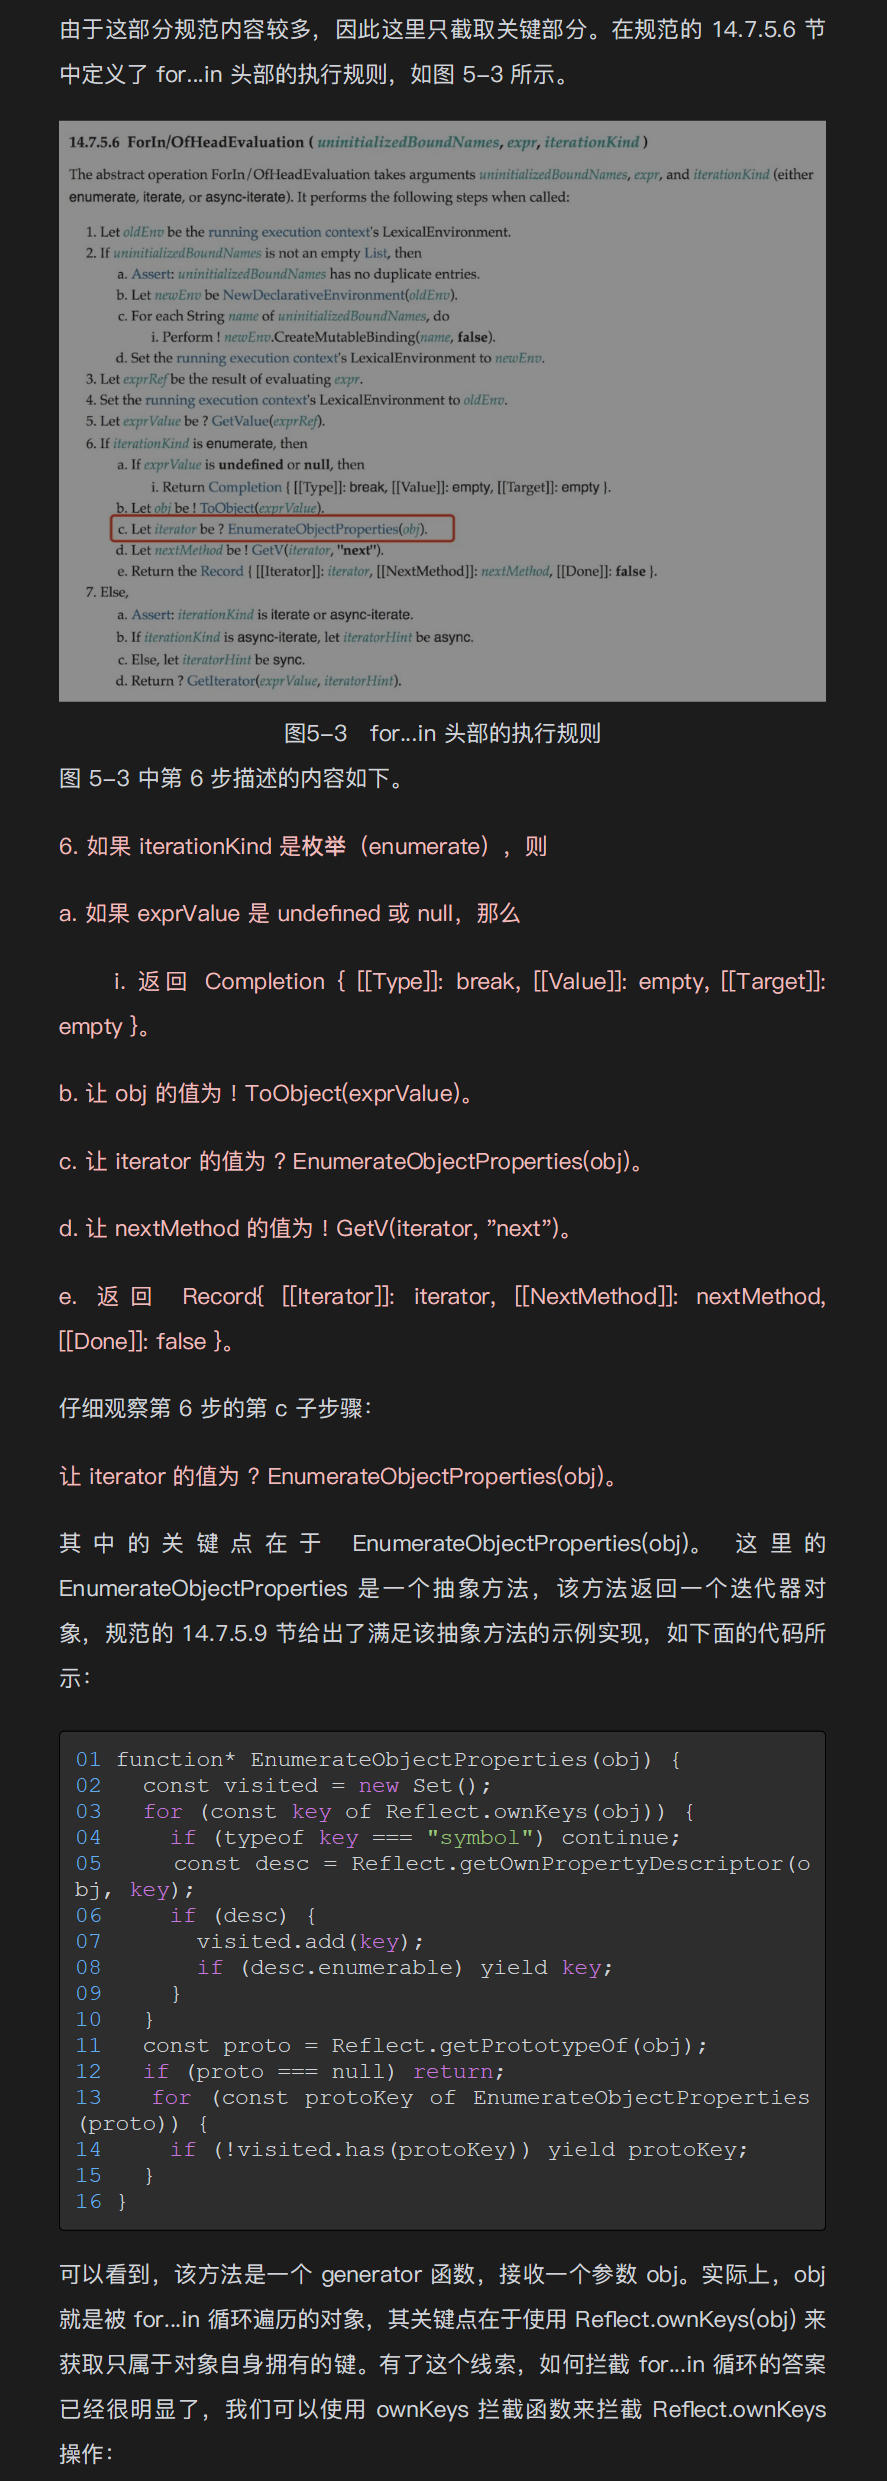 由于这部分规范内容较多，因此这里只截取关键部分。在规范的 14.7.5.6 节
中定义了 for...in 头部的执行规则，如图 5-3 所示。
14.7.5.6 ForIn/OfHeadEvaluation ( uninitializedBoundNames, expr, iterationKind )
The abstract operation ForIn/OfHeadEvaluation takes arguments uninitializedBoundNames, expr, and iterationKind (either
enumerate, iterate, or async-iterate). It performs the following steps when called:
1. Let oldEnv be the running execution context's LexicalEnvironment.
2. If uninitializedBoundNames is not an empty List, then
a. Assert: uninitializedBoundNames has no duplicate entries.
b. Let newEnv be NewDeclarativeEnvironment(oldEnv).
c. For each String name of uninitializedBoundNames, do
i. Perform ! newEnv.CreateMutableBinding(name, false).
d. Set the running execution context's LexicalEnvironment to newEnv.
3. Let exprRef be the result of evaluating expr.
4. Set the running execution context's LexicalEnvironment to oldEnv.
5. Let exprValue be ? GetValue(exprRef).
6. If iterationKind is enumerate, then
a. If exprValue is undefined or null, then
i. Return Completion { [[Type]]: break, [[Value]]: empty, [[Target]]: empty }.
b. Let obj be ! ToObject(exprValue).
c. Let iterator be ? EnumerateObjectProperties(obj).
d. Let nextMethod be ! GetV(iterator, "next").
e. Return the Record { [[Iterator]]: iterator, [[NextMethod]]: nextMethod, [[Done]]: false }.
7. Else,
a. Assert: iterationKind is iterate or async-iterate.
b. If iterationKind is async-iterate, let iteratorHint be async.
c. Else, let iteratorHint be sync.
d. Return ? GetIterator(exprValue, iteratorHint).
图5-3 for...in 头部的执行规则
图 5-3 中第 6 步描述的内容如下。
6. 如果 iterationKind 是枚举（enumerate），则
a. 如果 exprValue 是 undefined 或 null，那么
i. 返回 Completion { [[Type]]: break, [[Value]]: empty, [[Target]]:
empty }。
b. 让 obj 的值为 ! ToObject(exprValue)。
c. 让 iterator 的值为 ? EnumerateObjectProperties(obj)。
d. 让 nextMethod 的值为 ! GetV(iterator, ”next”)。
e. 返回 Record{ [[Iterator]]: iterator, [[NextMethod]]: nextMethod,
[[Done]]: false }。
仔细观察第 6 步的第 c 子步骤：
让 iterator 的值为 ? EnumerateObjectProperties(obj)。
其中的关键点在于 EnumerateObjectProperties(obj)。 这里的
EnumerateObjectProperties 是一个抽象方法，该方法返回一个迭代器对
象，规范的 14.7.5.9 节给出了满足该抽象方法的示例实现，如下面的代码所
示：
01 function* EnumerateObjectProperties(obj) {
02   const visited = new Set();
03   for (const key of Reflect.ownKeys(obj)) {
04     if (typeof key === "symbol") continue;
05     const desc = Reflect.getOwnPropertyDescriptor(o
bj, key);
06     if (desc) {
07       visited.add(key);
08       if (desc.enumerable) yield key;
09     }
10   }
11   const proto = Reflect.getPrototypeOf(obj);
12   if (proto === null) return;
13   for (const protoKey of EnumerateObjectProperties
(proto)) {
14     if (!visited.has(protoKey)) yield protoKey;
15   }
16 }
可以看到，该方法是一个 generator 函数，接收一个参数 obj。实际上，obj
就是被 for...in 循环遍历的对象，其关键点在于使用 Reflect.ownKeys(obj) 来
获取只属于对象自身拥有的键。有了这个线索，如何拦截 for...in 循环的答案
已经很明显了，我们可以使用 ownKeys 拦截函数来拦截 Reflect.ownKeys
操作：